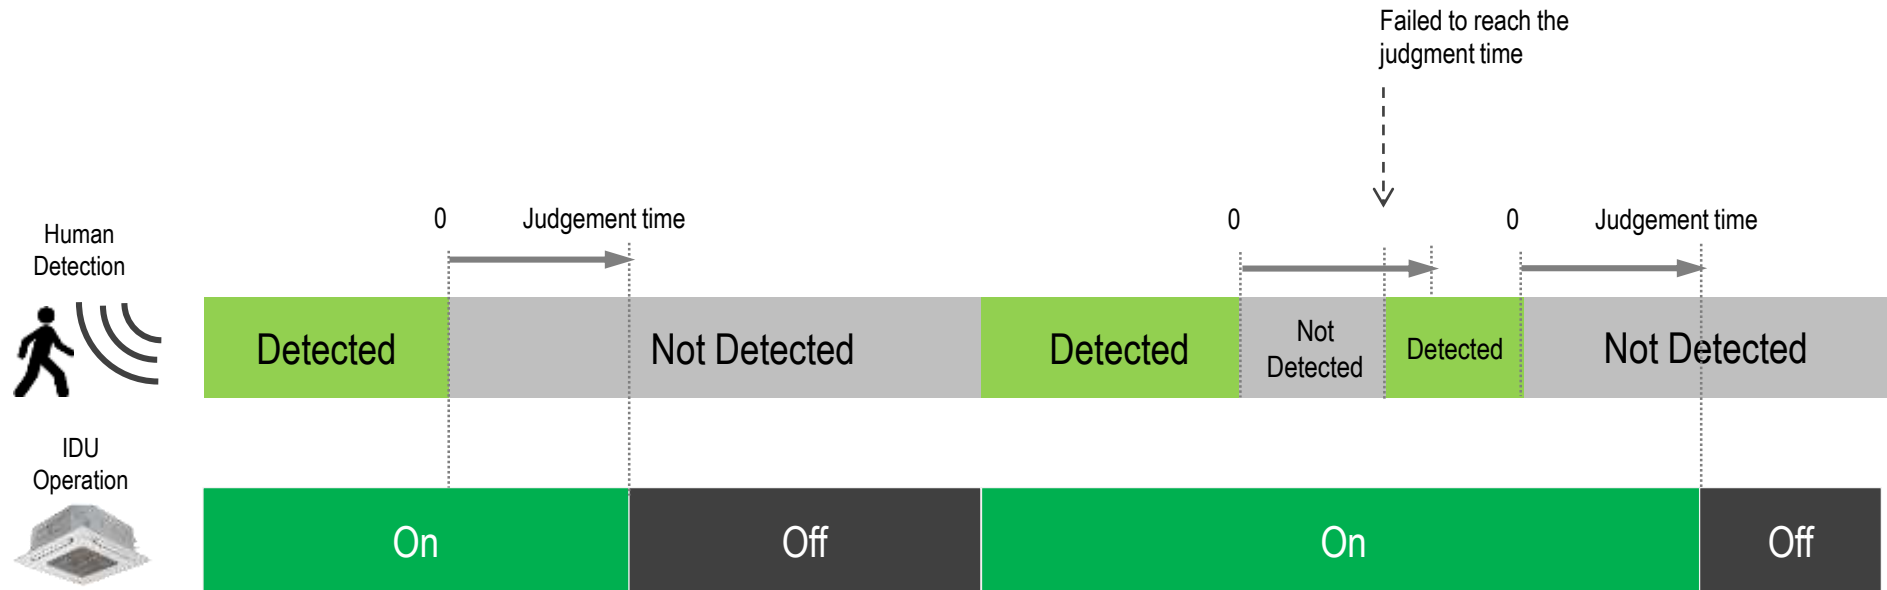 Failed to reach the
judgment time
0
Judgement time
0
0
Judgement time
Human
Detection
Detected
Not Detected
Detected
Not
Detected
Detected
Not Detected
IDU
Operation
On
Off
On
Off